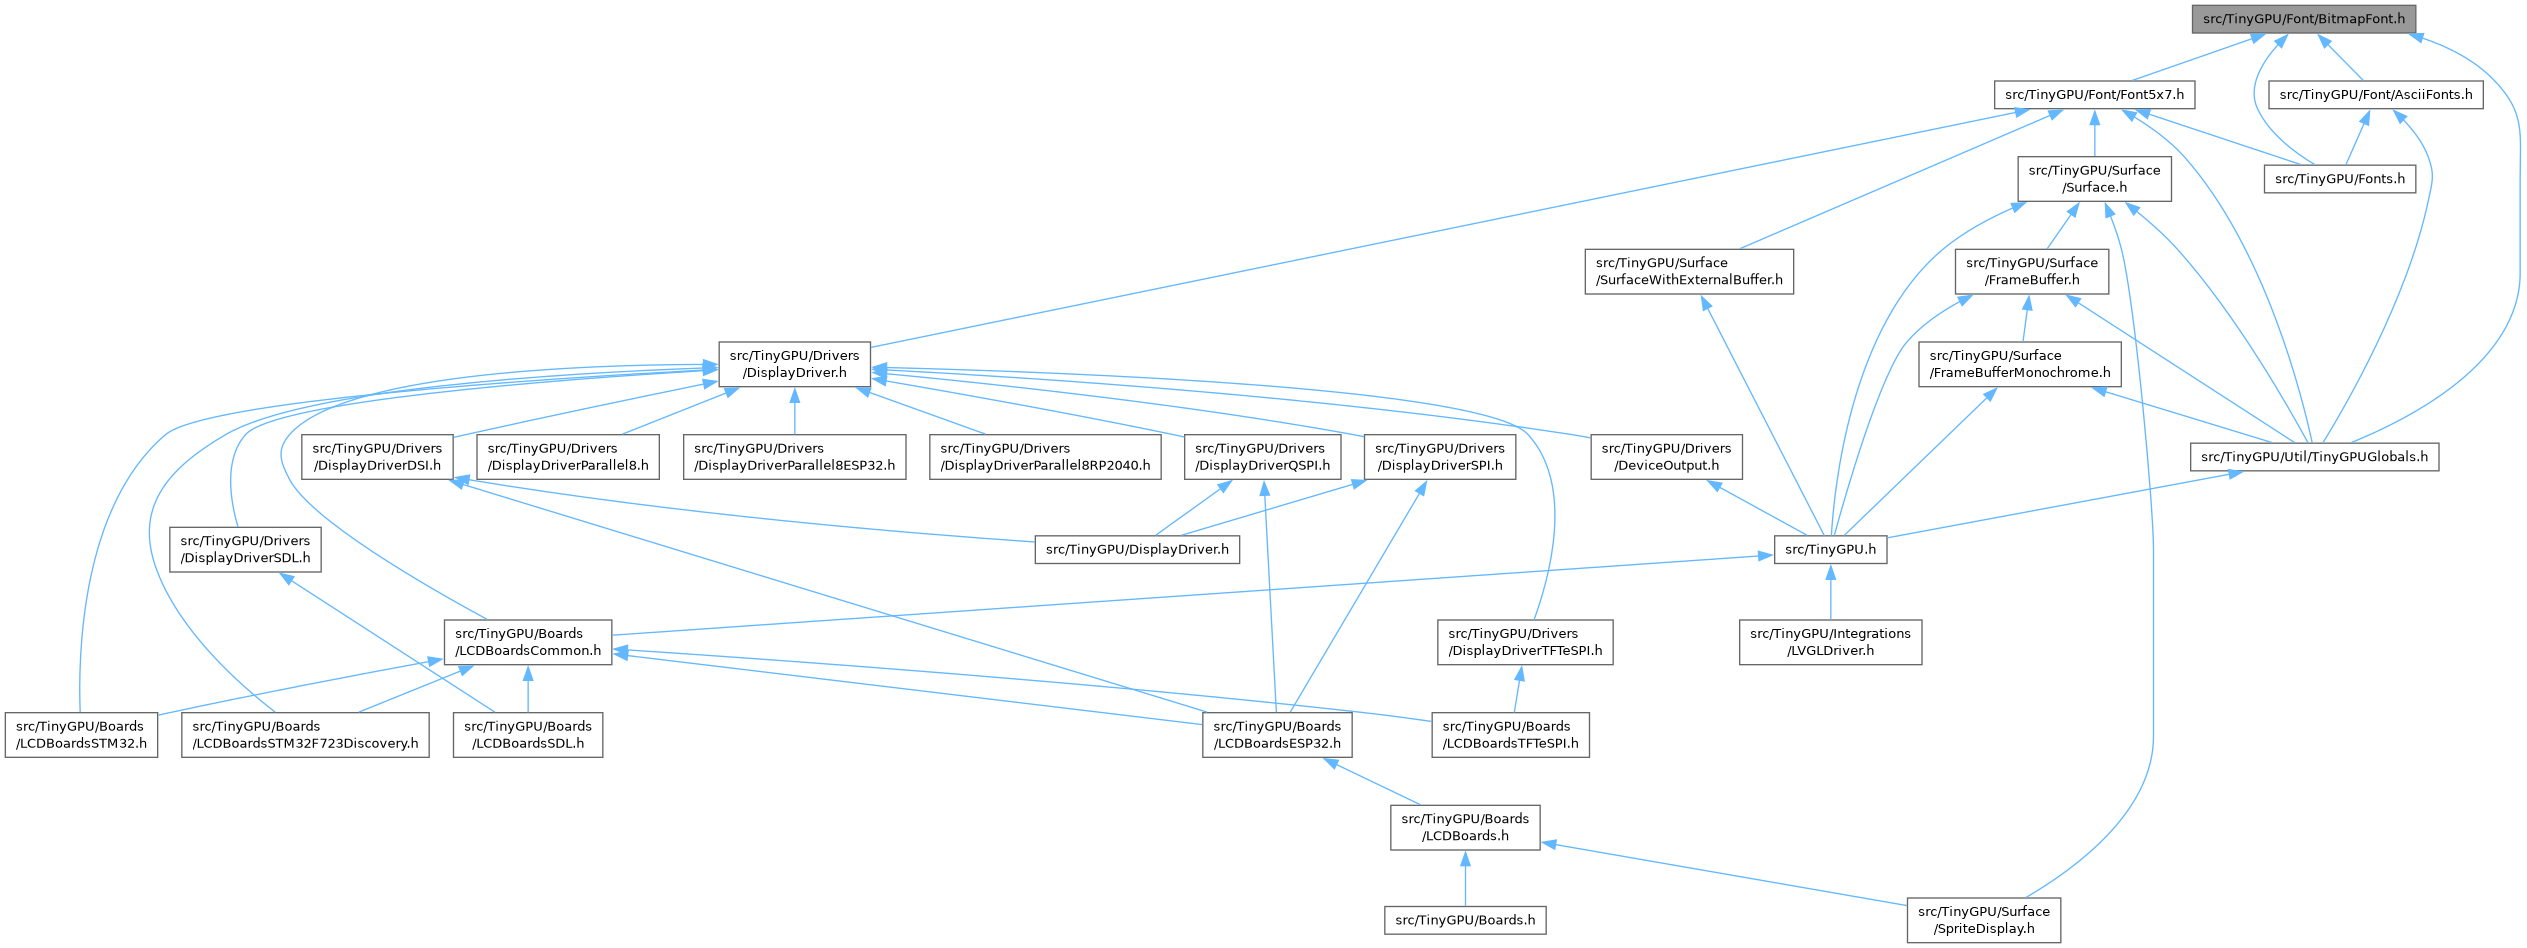 src/TinyGPU/Font/BitmapFont.h
src/TinyGPU/Font/Font5x7.h
src/TinyGPU/Font/AsciiFonts.h
src/TinyGPU/Surface
/Surface.h
src/TinyGPU/Fonts.h
src/TinyGPU/Surface
/SurfaceWithExternalBuffer.h
src/TinyGPU/Surface
/FrameBuffer.h
src/TinyGPU/Drivers
/DisplayDriver.h
src/TinyGPU/Surface
/FrameBufferMonochrome.h
src/TinyGPU/Drivers
/DisplayDriverDSI.h
src/TinyGPU/Drivers
/DisplayDriverParallel8.h
src/TinyGPU/Drivers
/DisplayDriverParallel8ESP32.h
src/TinyGPU/Drivers
/DisplayDriverParallel8RP2040.h
src/TinyGPU/Drivers
/DisplayDriverQSPI.h
src/TinyGPU/Drivers
/DisplayDriverSPI.h
src/TinyGPU/Drivers
/DeviceOutput.h
src/TinyGPU/Util/TinyGPUGlobals.h
src/TinyGPU/Drivers
/DisplayDriverSDL.h
src/TinyGPU/DisplayDriver.h
src/TinyGPU.h
src/TinyGPU/Boards
/LCDBoardsCommon.h
src/TinyGPU/Drivers
/DisplayDriverTFTeSPI.h
src/TinyGPU/Integrations
/LVGLDriver.h
src/TinyGPU/Boards
/LCDBoardsSTM32.h
src/TinyGPU/Boards
/LCDBoardsSTM32F723Discovery.h
src/TinyGPU/Boards
/LCDBoardsSDL.h
src/TinyGPU/Boards
/LCDBoardsESP32.h
src/TinyGPU/Boards
/LCDBoardsTFTeSPI.h
src/TinyGPU/Boards
/LCDBoards.h
src/TinyGPU/Boards.h
src/TinyGPU/Surface
/SpriteDisplay.h